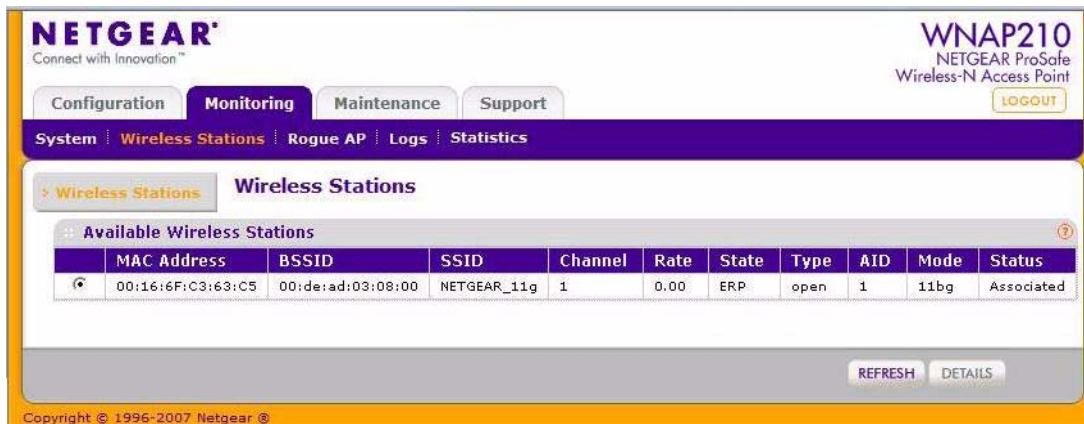 NETGEAR®
Connect with Innovation™
WNAP210
NETGEAR ProSafe
Wireless-N Access Point
LOGOUT
Configuration Monitoring Maintenance Support
System Wireless Stations Rogue AP Logs Statistics
> Wireless Stations
Wireless Stations
Available Wireless Stations ?
MAC Address BSSID SSID Channel Rate State Type AID Mode Status
00:16:6F:C3:63:C5 00:de:ad:03:08:00 NETGEAR_11g 1 0.00 ERP open 1 11bg Associated
REFRESH DETAILS
Copyright © 1996-2007 Netgear ®